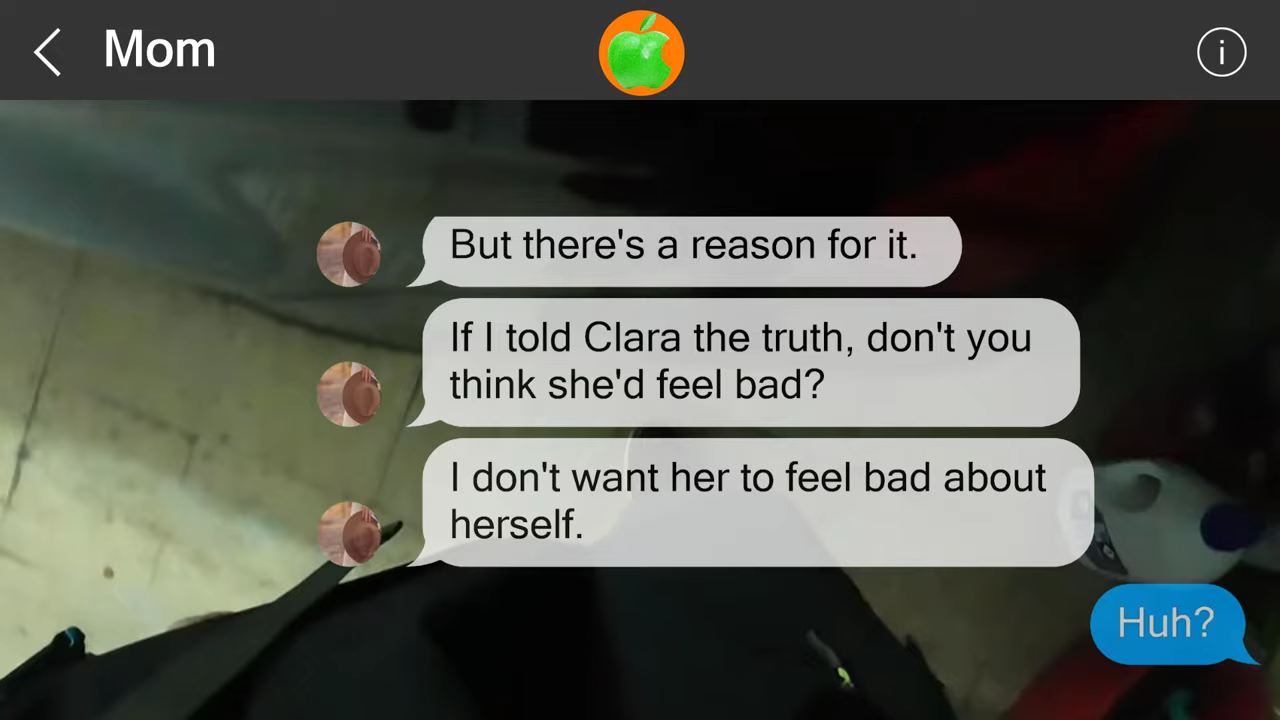 Mom
i
But there's a reason for it.
If I told Clara the truth, don't you
think she'd feel bad?
I don't want her to feel bad about
herself.
Huh?